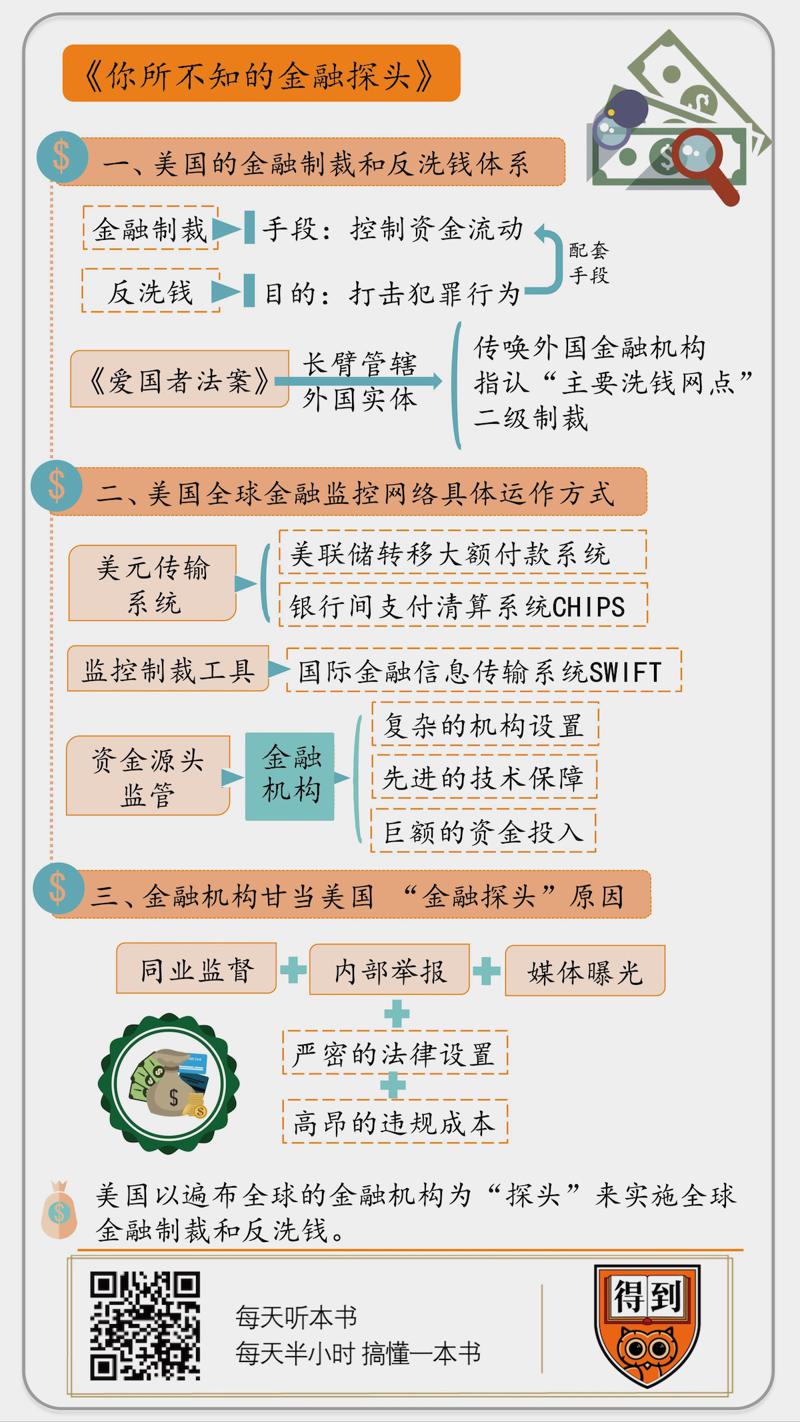 《你所不知的金融探头》
$
一、美国的金融制裁和反洗钱体系
金融制裁
手段：控制资金流动
反洗钱
目的：打击犯罪行为
配套
手段
《爱国者法案》
长臂管辖
外国实体
传唤外国金融机构
指认“主要洗钱网点”
二级制裁
$
二、美国全球金融监控网络具体运作方式
美元传输
系统
美联储转移大额付款系统
银行间支付清算系统CHIPS
监控制裁工具
国际金融信息传输系统SWIFT
资金源头
监管
金融
机构
复杂的机构设置
先进的技术保障
巨额的资金投入
$
三、金融机构甘当美国 “金融探头”原因
同业监督
内部举报
媒体曝光
严密的法律设置
高昂的违规成本
$
美国以遍布全球的金融机构为“探头”来实施全球
金融制裁和反洗钱。
每天听本书
每天半小时 搞懂一本书
得到